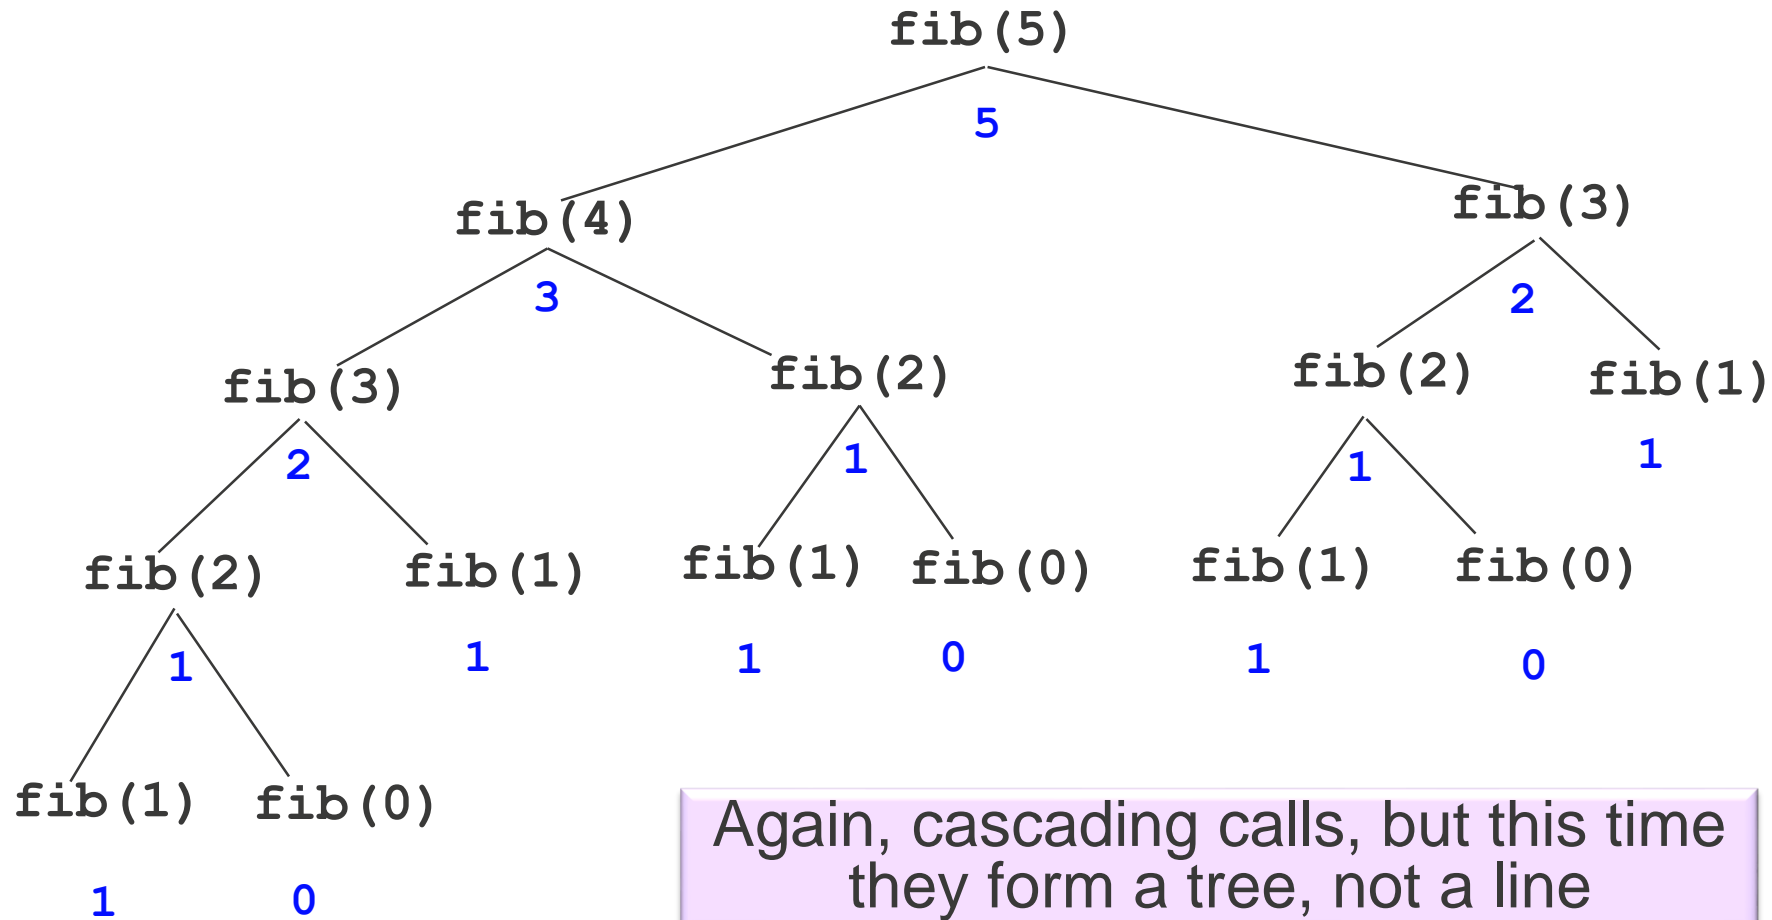 fib(5)
5
fib(4) fib(3)
3 2
fib(3) fib(2) fib(2) fib(1)
2 1 1 1
fib(2) fib(1) fib(1) fib(0) fib(1) fib(0)
1 1 1 0 1 0
fib(1) fib(0)
1 0
Again, cascading calls, but this time
they form a tree, not a line